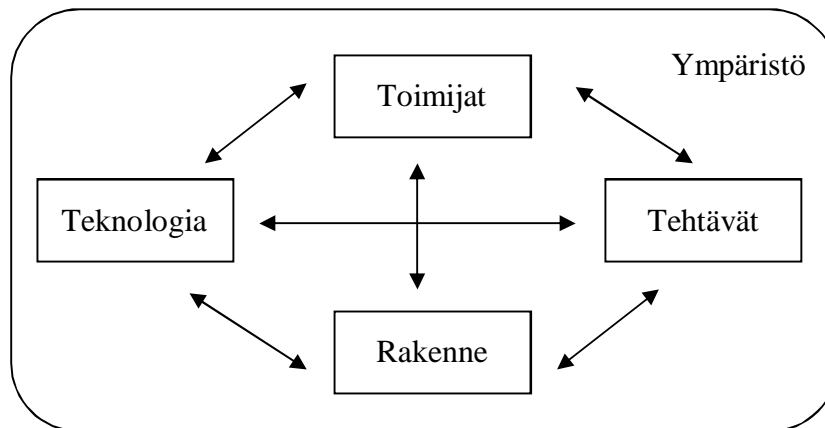 Ympäristö
Toimijat
Teknologia
Tehtävät
Rakenne